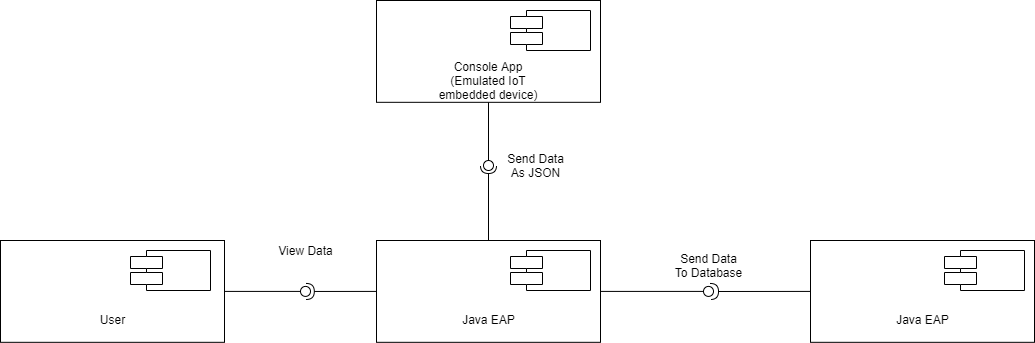 Console App
(Emulated IoT
embedded device)
Send Data
As JSON
View Data
Send Data
To Database
User
Java EAP
Java EAP